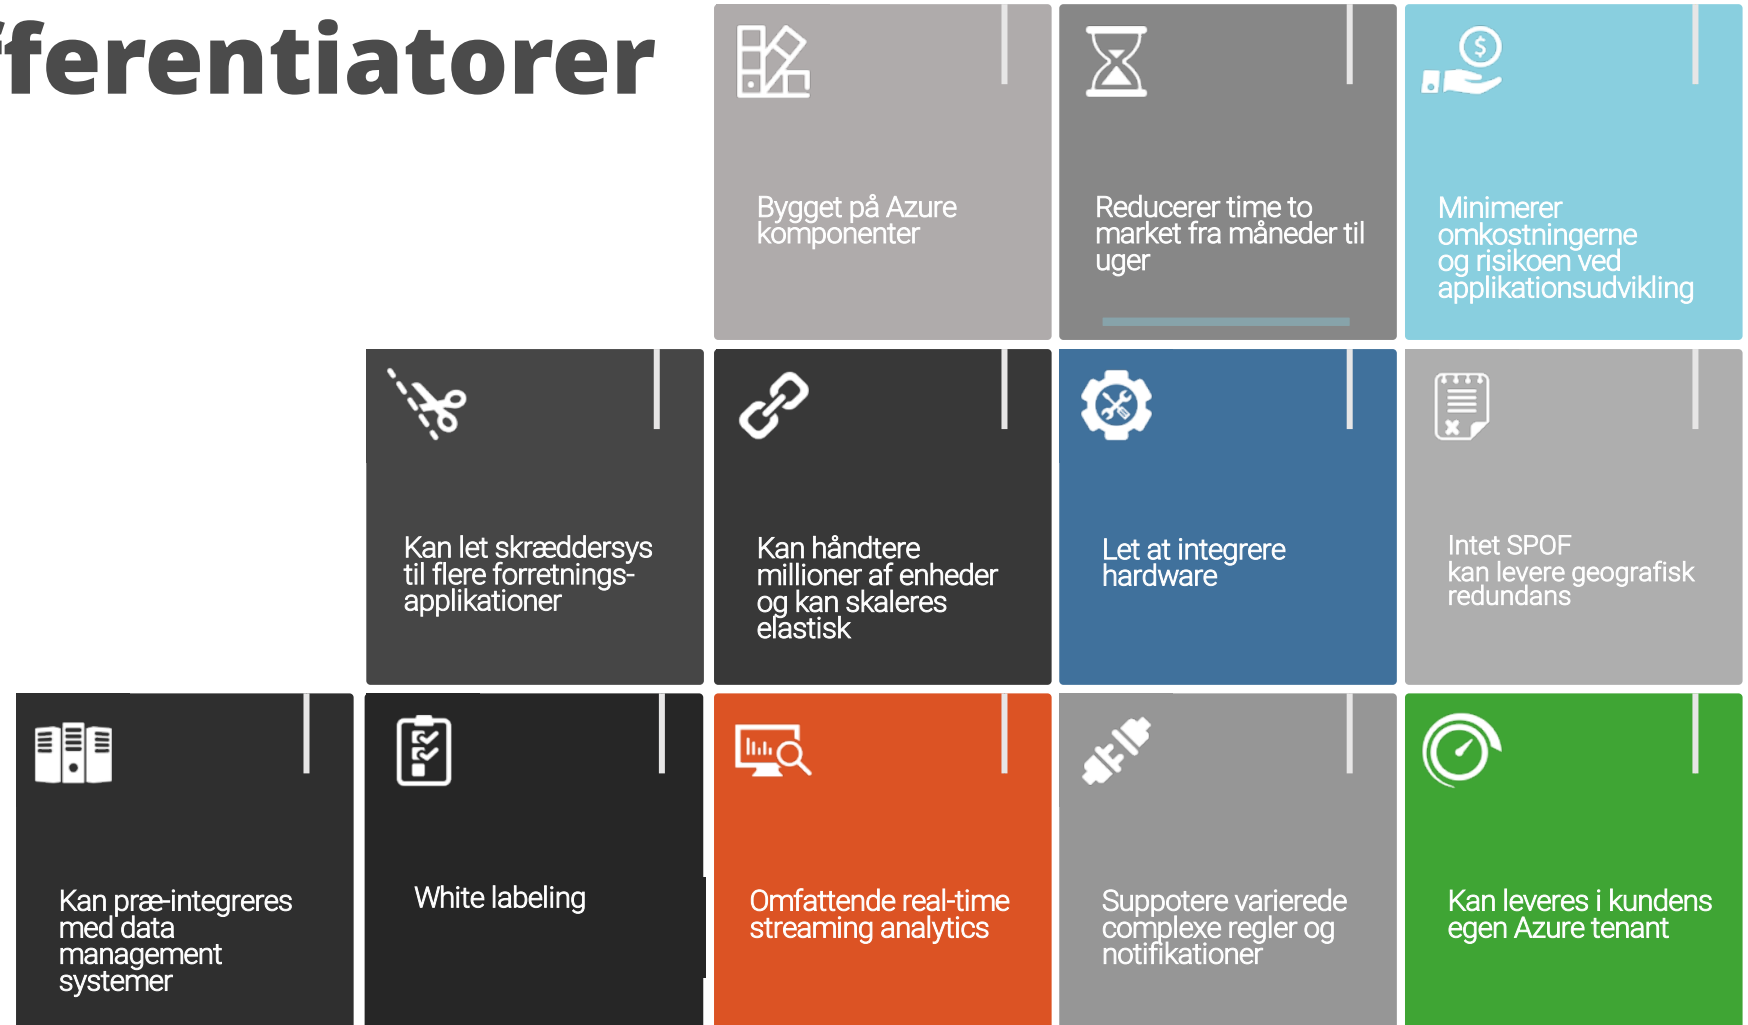 fferentiatorer
Bygget på Azure
komponenter
Reducerer time to
market fra måneder til
uger
Minimerer
omkostningerne
og risikoen ved
applikationsudvikling
Kan let skræddersys
til flere forretnings-
applikationer
Kan håndtere
millioner af enheder
og kan skaleres
elastisk
Let at integrere
hardware
Intet SPOF
kan levere geografisk
redundans
Kan præ-integreres
med data
management
systemer
White labeling
Omfattende real-time
streaming analytics
Suppotere varierede
complexe regler og
notifikationer
Kan leveres i kundens
egen Azure tenant